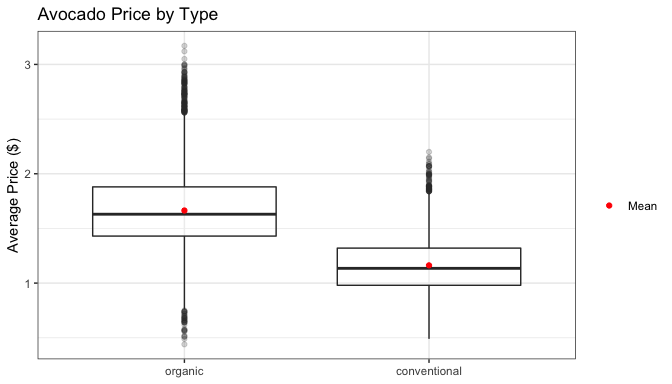 Avocado Price by Type
Average Price ($)
3
2
1
organic
conventional
Mean